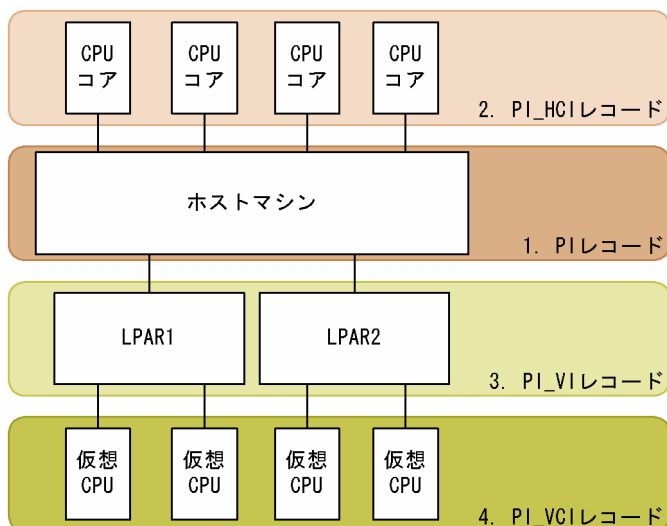 CPU
コア
CPU
コア
CPU
コア
CPU
コア
2. PI_HCIレコード
ホストマシン
1. PIレコード
LPAR1
LPAR2
3. PI_VIレコード
仮想
CPU
仮想
CPU
仮想
CPU
仮想
CPU
4. PI_VCIレコード